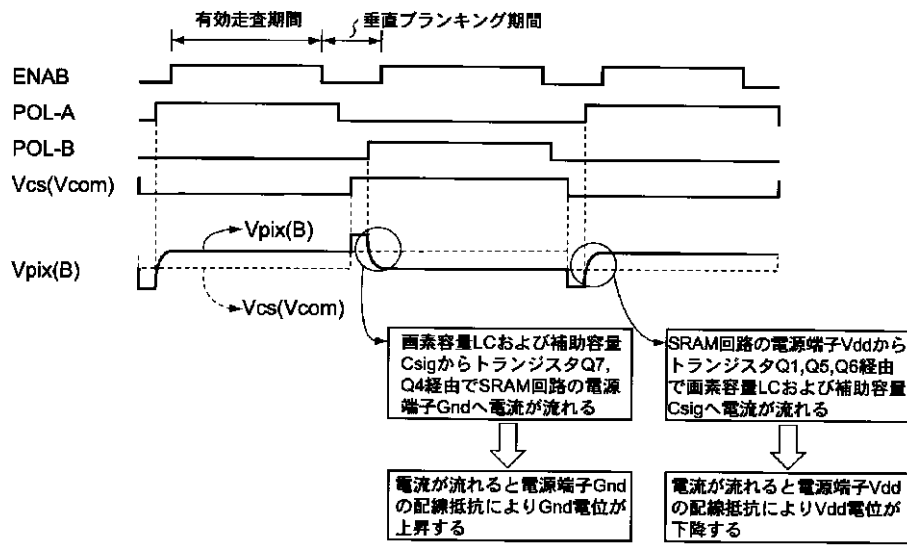 有効走査期間
垂直ブランキング期間
ENAB
POL-A
POL-B
Vcs(Vcom)
Vpix(B)
Vpix(B)
Vcs(Vcom)
画素容量LCおよび補助容量
CsigからトランジスタQ7,
Q4経由でSRAM回路の電源
端子Gndへ電流が流れる
SRAM回路の電源端子Vddから
トランジスタQ1,Q5,Q6経由
で画素容量LCおよび補助容量
Csigへ電流が流れる
電流が流れると電源端子Gnd
の配線抵抗によりGnd電位が
上昇する
電流が流れると電源端子Vdd
の配線抵抗によりVdd電位が
下降する